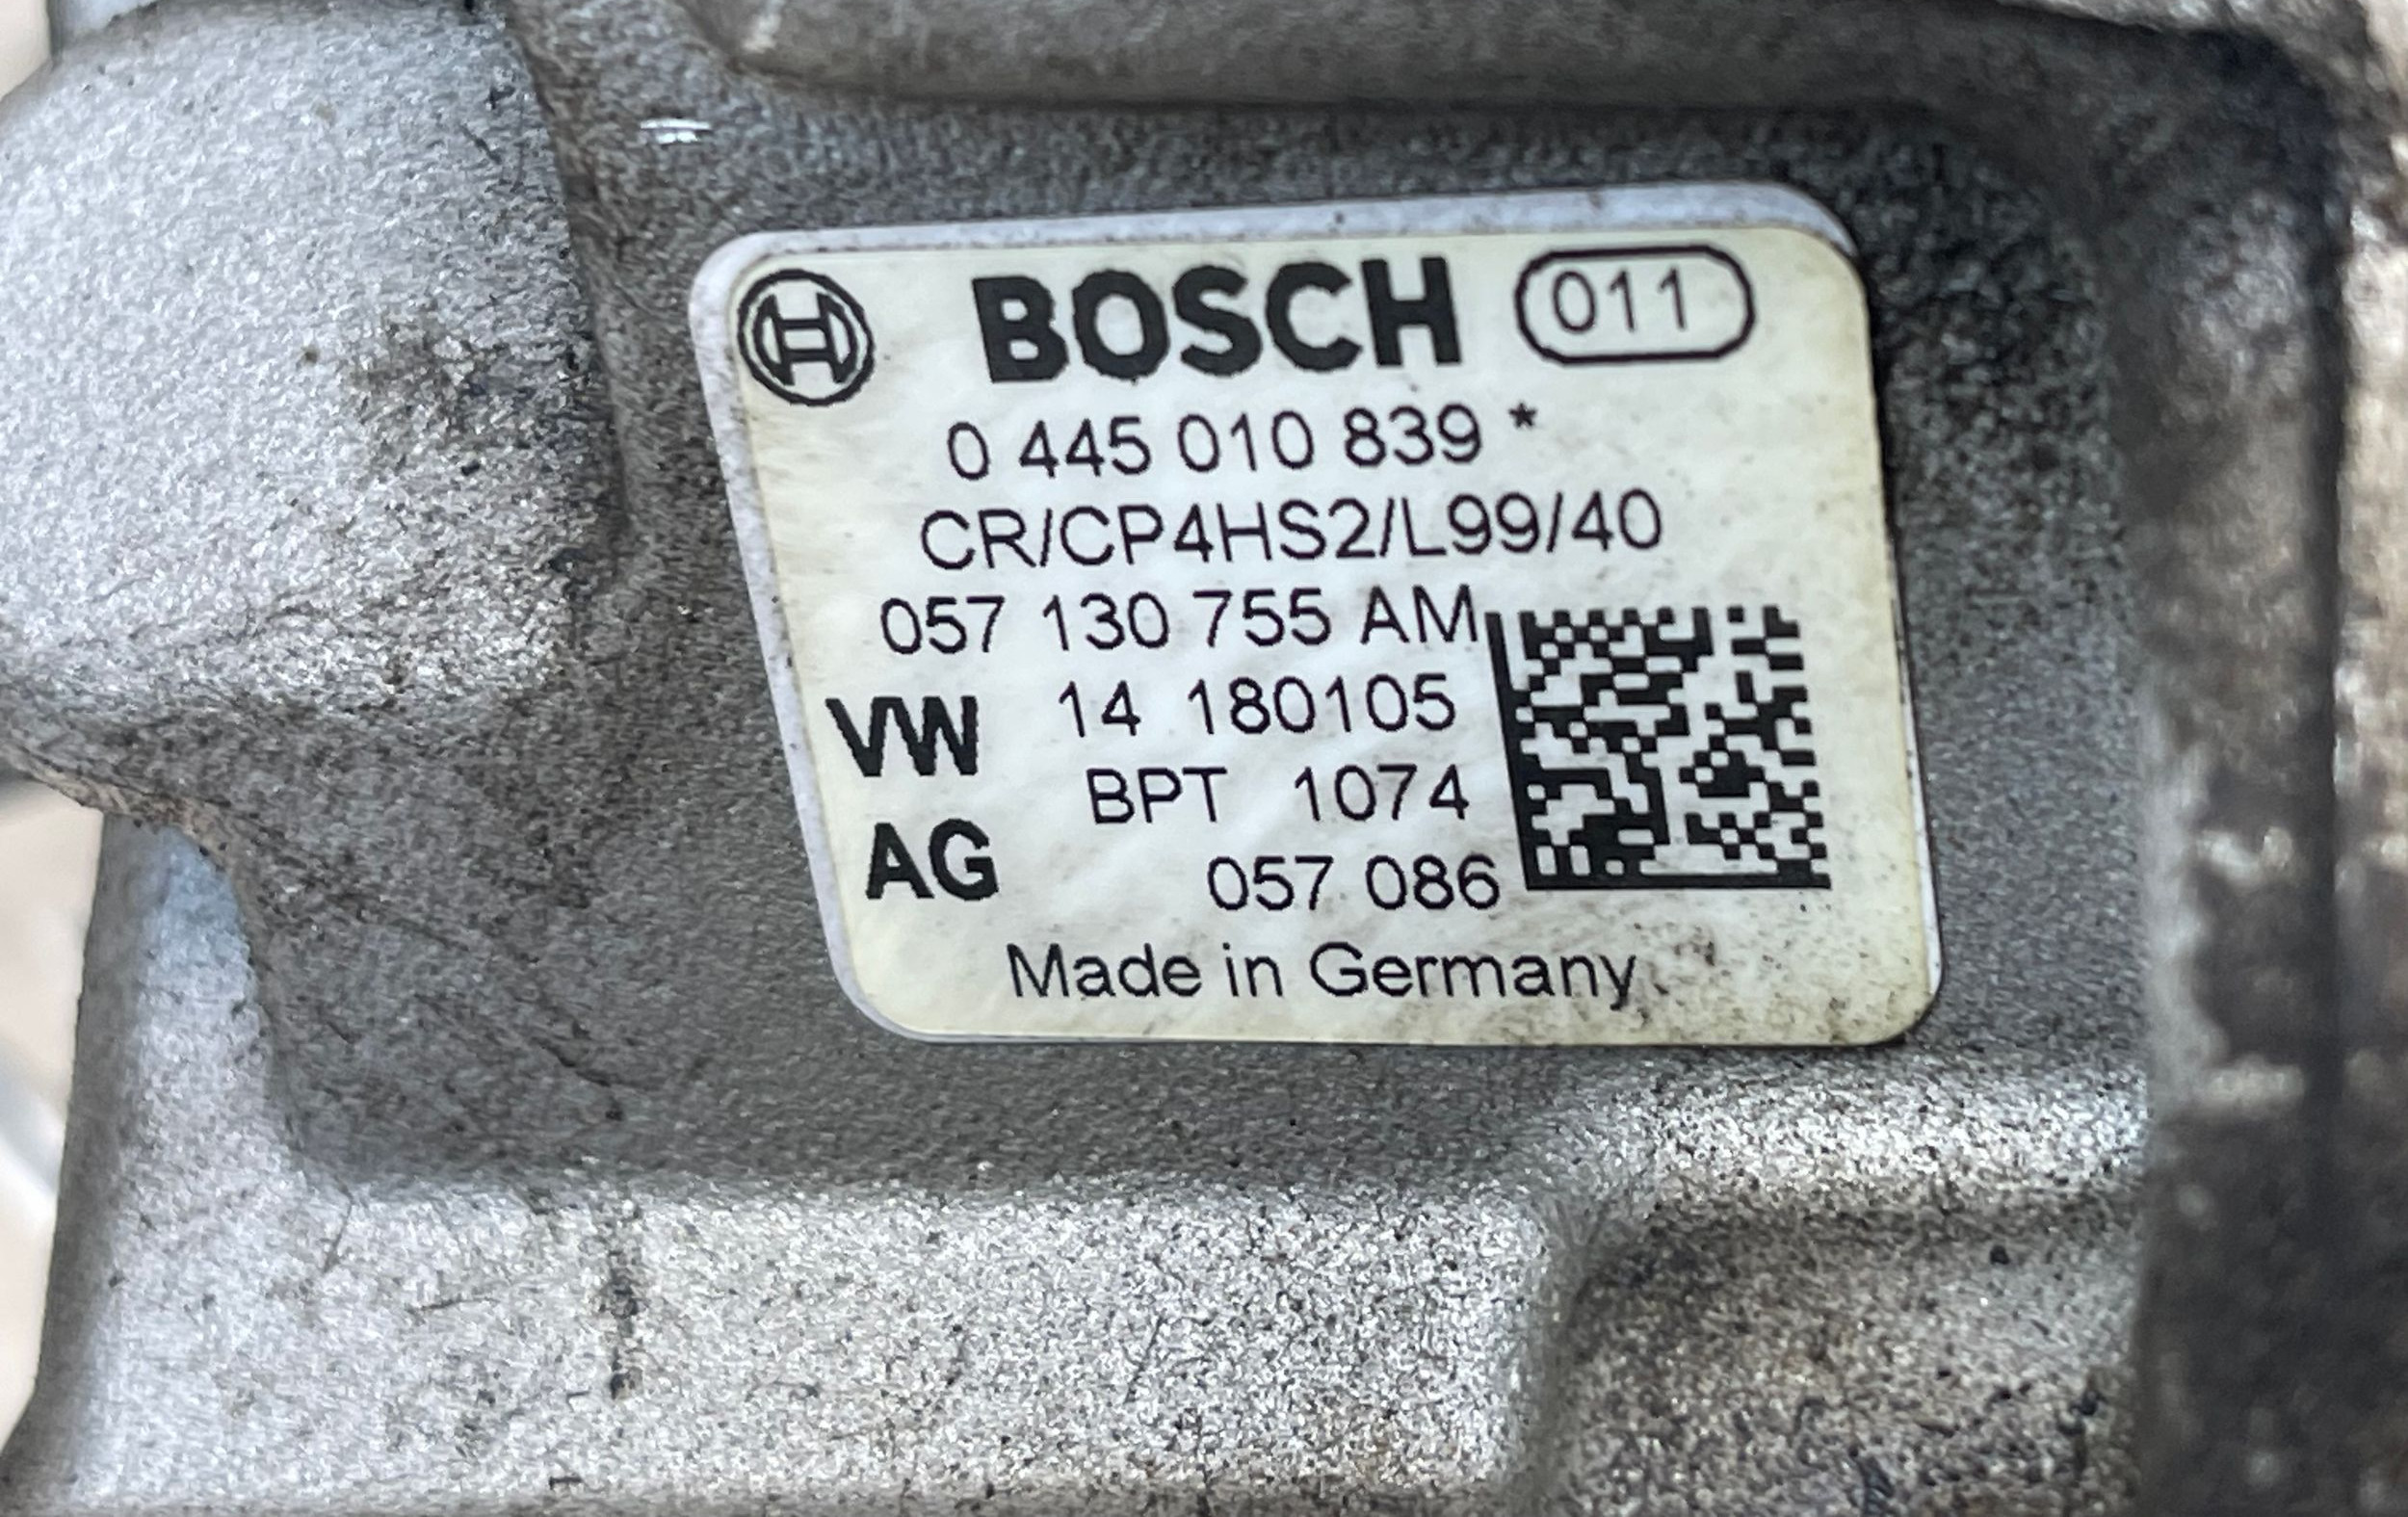 BOSCH 011
0 445 010 839 *
CR/CP4HS2/L99/40
057 130 755 AM
VW 14 180105
BPT 1074
AG 057 086
Made in Germany